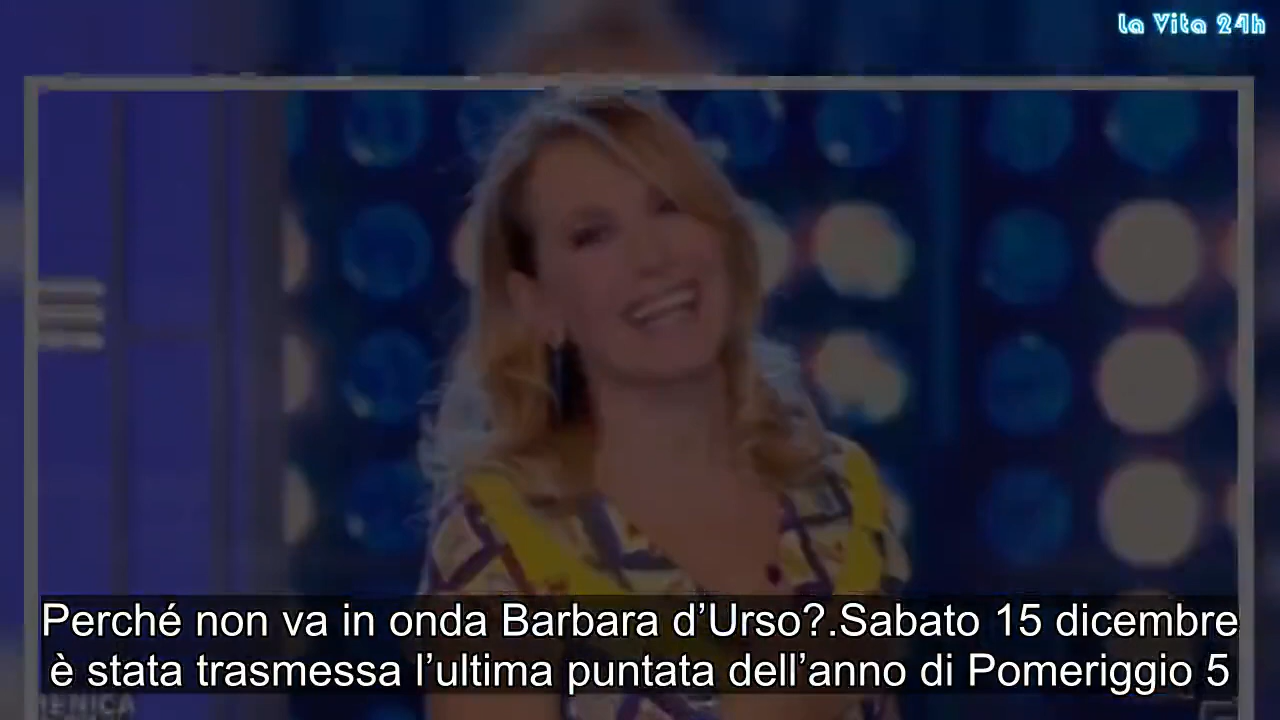 la Vita 24h
Perché non va in onda Barbara d’Urso?.Sabato 15 dicembre
è stata trasmessa l’ultima puntata dell’anno di Pomeriggio 5